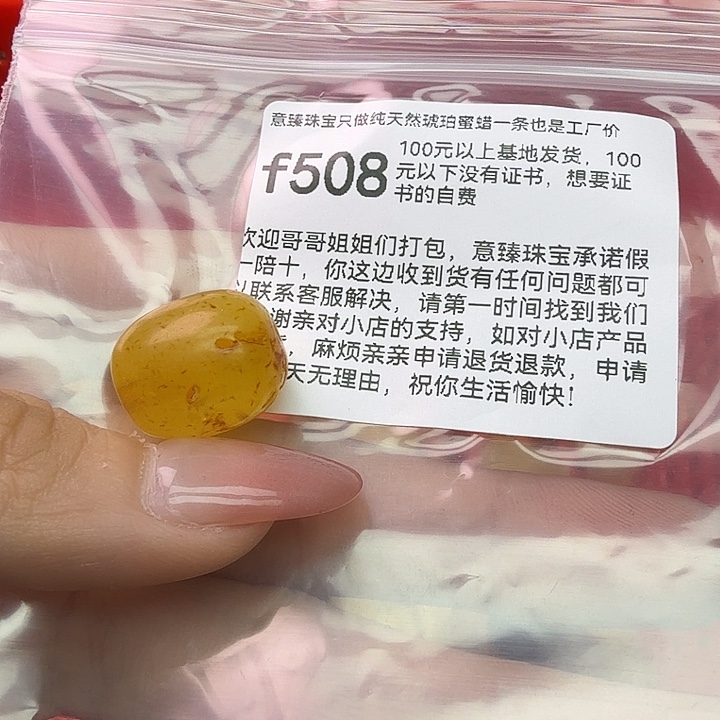 意臻珠宝只做纯天然琥珀蜜蜡一条也是工厂价
f508
100元以上基地发货，100
元以下没有证书，想要证
书的自费
欢迎哥哥姐姐们打包，意臻珠宝承诺假
一陪十，你这边收到货有任何问题都可
以联系客服解决，请第一时间找到我们
谢亲对小店的支持，如对小店产品
，麻烦亲亲申请退货退款，申请
天无理由，祝你生活愉快！